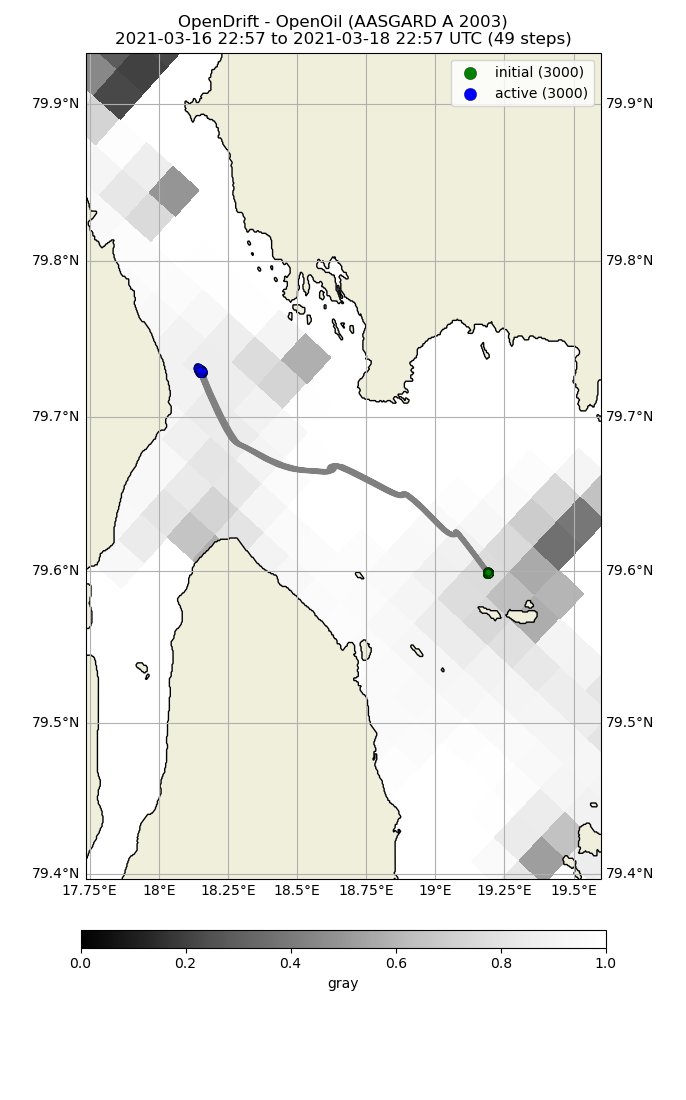 OpenDrift - OpenOil (AASGARD A 2003)
2021-03-16 22:57 to 2021-03-18 22:57 UTC (49 steps)
initial (3000)
active (3000)
79.9°N 79.9°N
79.8°N 79.8°N
79.7°N 79.7°N
79.6°N 79.6°N
79.5°N 79.5°N
79.4°N 79.4°N
17.75°E 18°E 18.25°E 18.5°E 18.75°E 19°E 19.25°E 19.5°E
0.0 0.2 0.4 0.6 0.8 1.0
gray